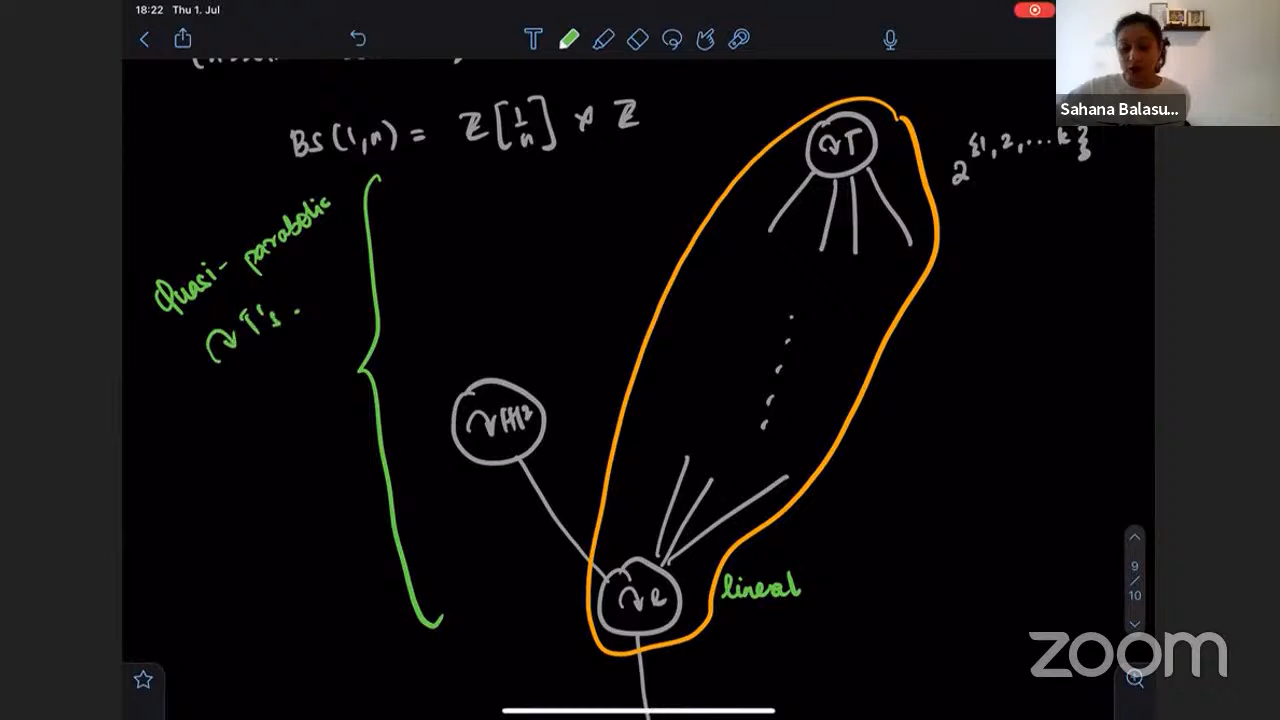 18:22 Thu 1. Jul
Sahana Balasu...
BS(1,n) = ℤ[1/n] ⋊ ℤ
↷T
2^{1,2,...k}
Quasi-parabolic
↷T's.
↷ℍ²
↷R
lineal
9
/
10
zoom